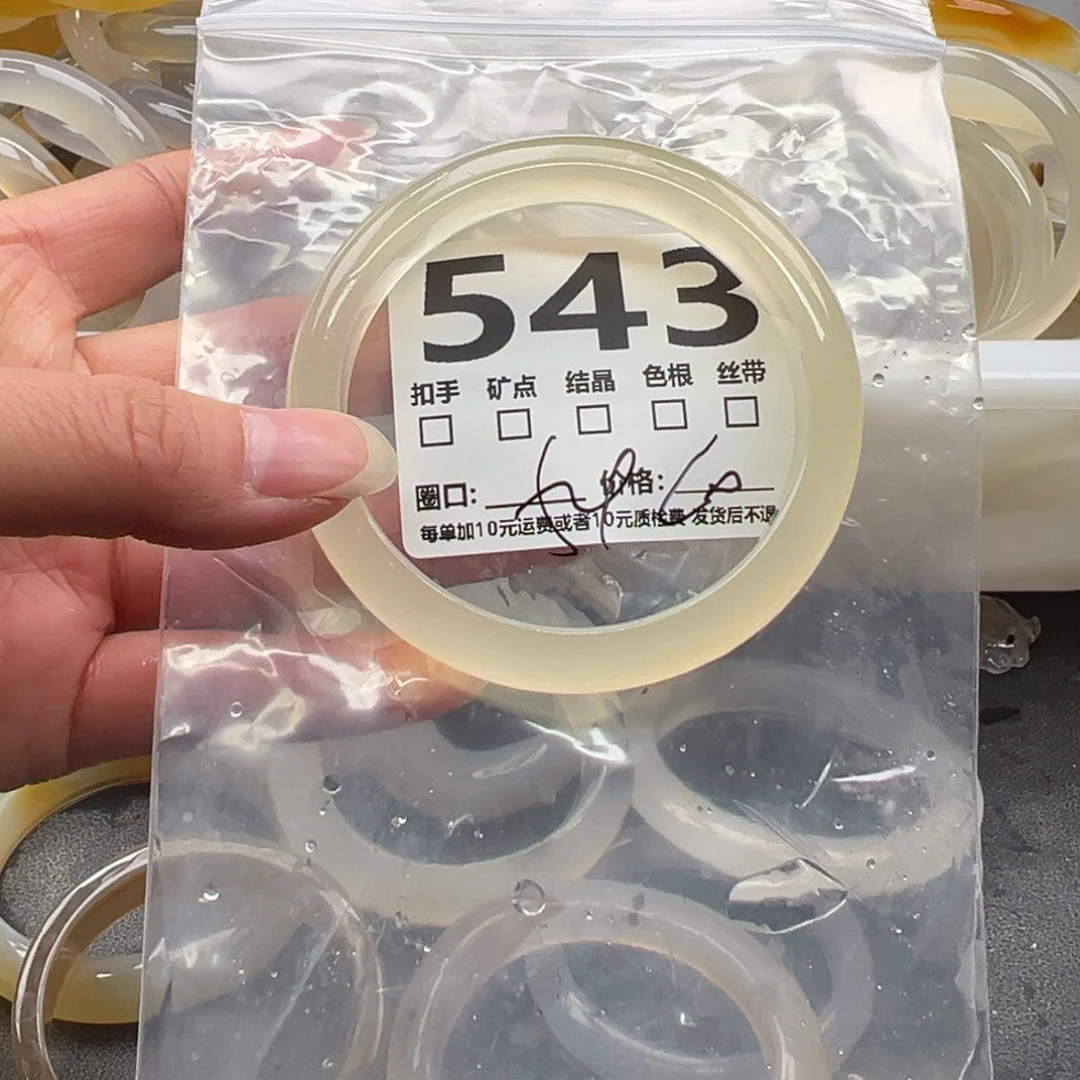 543
扣手 矿点 结晶 色根 丝带
圈口: 价格:
每单加10元运费或者10元质检费 发货后不退